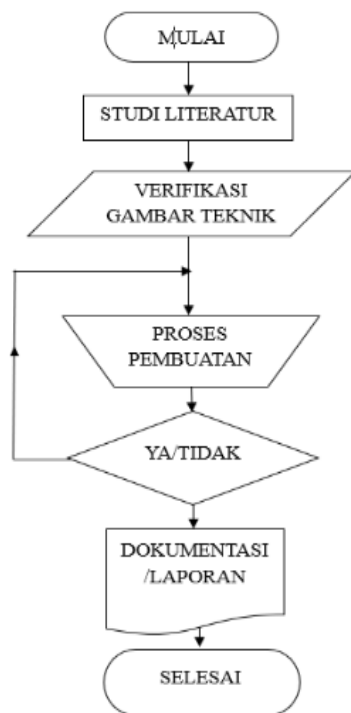 MULAI
STUDI LITERATUR
VERIFIKASI
GAMBAR TEKNIK
PROSES
PEMBUATAN
YA/TIDAK
DOKUMENTASI
/LAPORAN
SELESAI